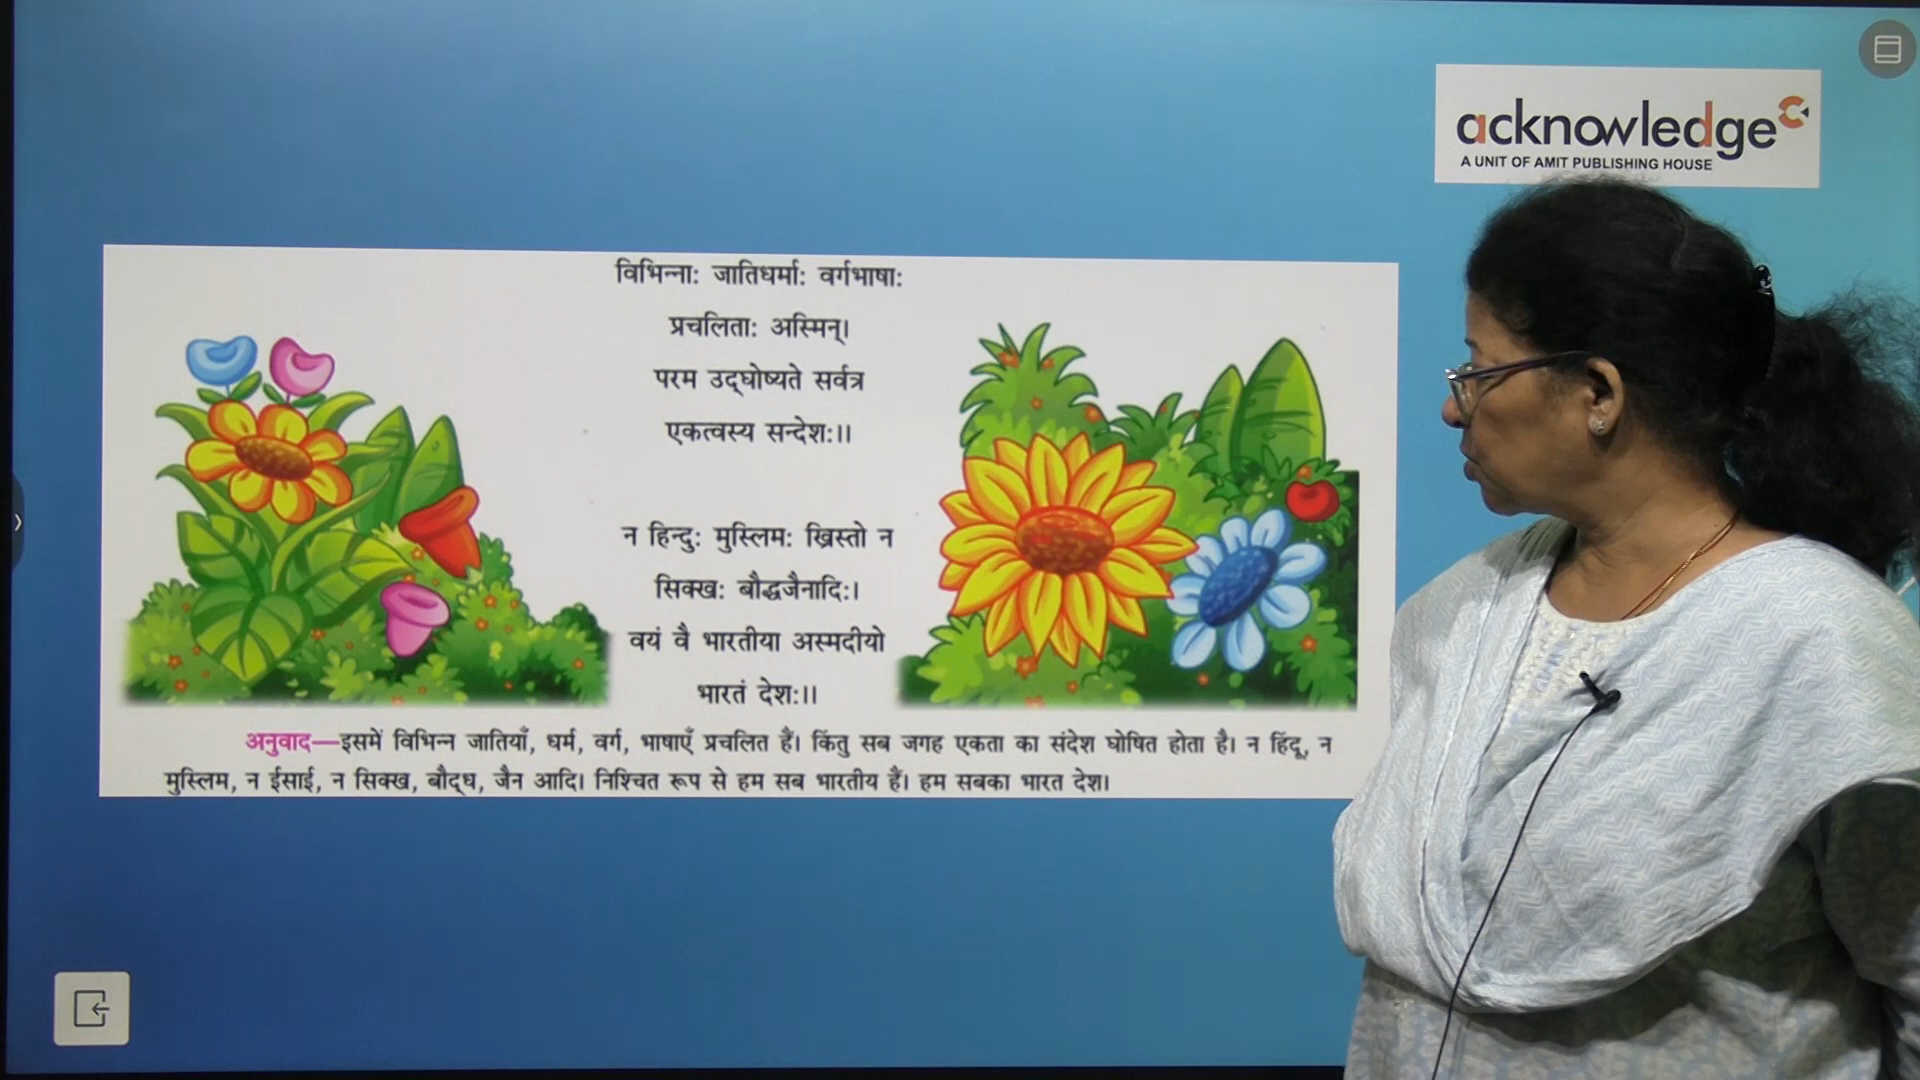 acknowledge
A UNIT OF AMIT PUBLISHING HOUSE
विभिन्नाः जातिधर्माः वर्गभाषाः
प्रचलिताः अस्मिन्।
परम उद्घोष्यते सर्वत्र
एकत्वस्य सन्देशः।।
न हिन्दुः मुस्लिमः ख्रिस्तो न
सिक्खः बौद्धजैनादिः।
वयं वै भारतीया अस्मदीयो
भारतं देशः।।
अनुवाद—इसमें विभिन्न जातियाँ, धर्म, वर्ग, भाषाएँ प्रचलित हैं। किंतु सब जगह एकता का संदेश घोषित होता है। न हिंदू, न
मुस्लिम, न ईसाई, न सिक्ख, बौद्ध, जैन आदि। निश्चित रूप से हम सब भारतीय हैं। हम सबका भारत देश।